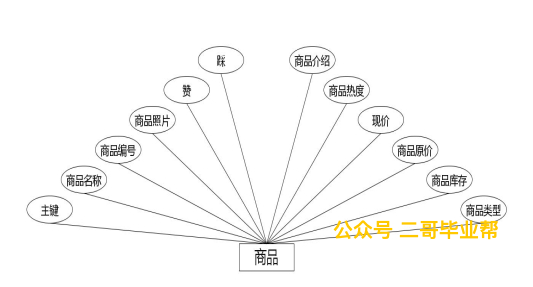 踩
商品介绍
赞
商品热度
商品照片
现价
商品编号
商品原价
商品名称
商品库存
主键
商品类型
公众号 二哥毕业帮
商品